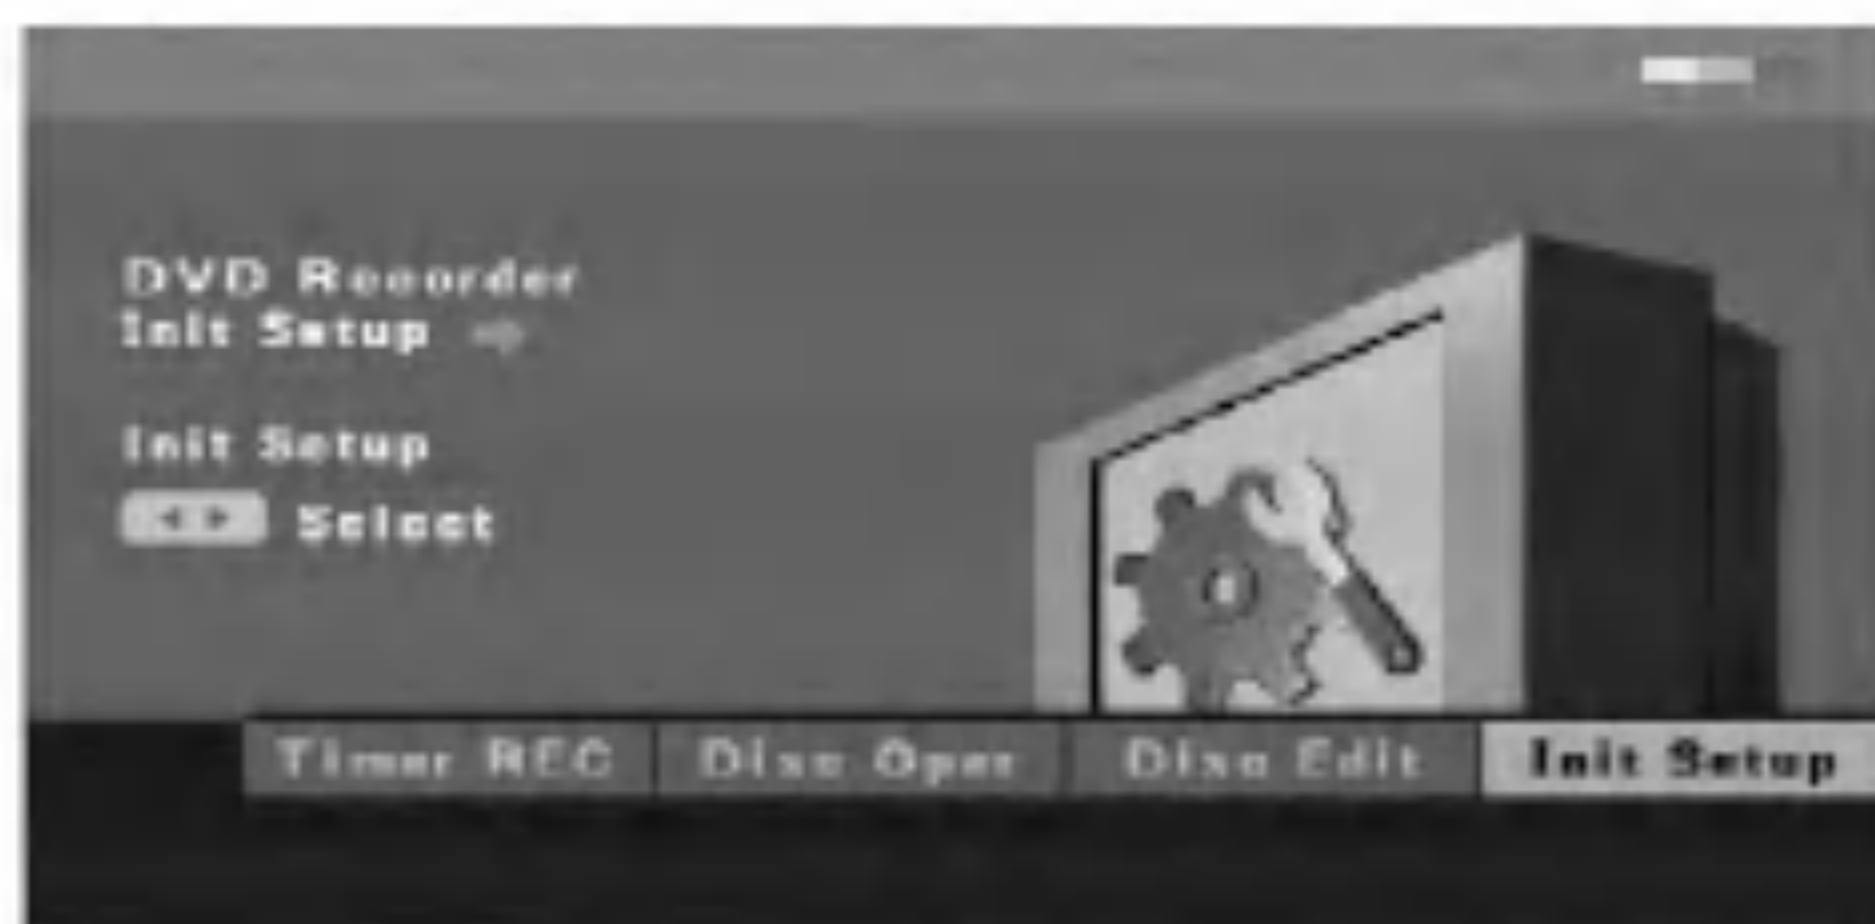 DVD Recorder
Init Setup
Init Setup
Select
Timer REC Disc Oper Disc Edit Init Setup